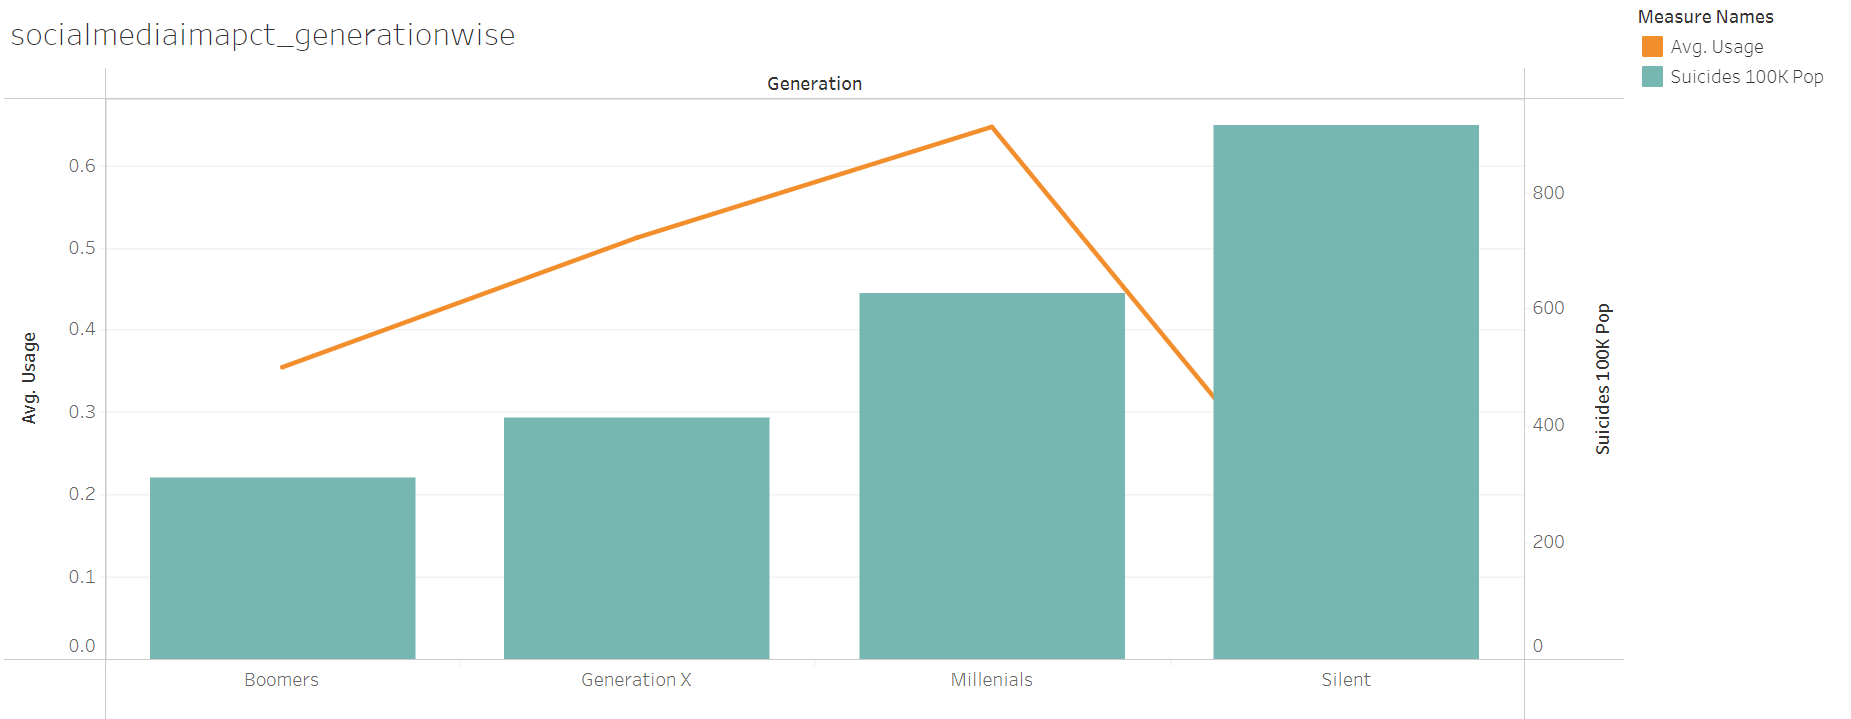 socialmediaimapct_generationwise
Measure Names
Avg. Usage
Suicides 100K Pop
Generation
Avg. Usage
0.6
0.5
0.4
0.3
0.2
0.1
0.0
Suicides 100K Pop
800
600
400
200
0
Boomers
Generation X
Millenials
Silent